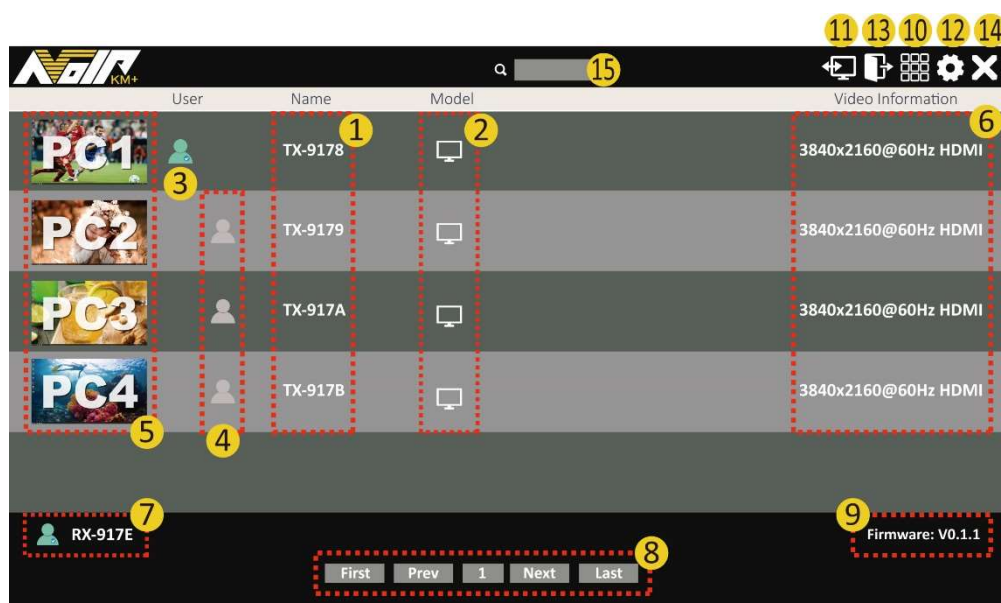 11 13 10 12 14
NoIP KM+ 15
User Name Model Video Information
1 2 6
PC1 TX-9178 3840x2160@60Hz HDMI
3
PC2 TX-9179 3840x2160@60Hz HDMI
PC3 TX-917A 3840x2160@60Hz HDMI
PC4 TX-917B 3840x2160@60Hz HDMI
5 4
7 9
RX-917E Firmware: V0.1.1
8
First Prev 1 Next Last